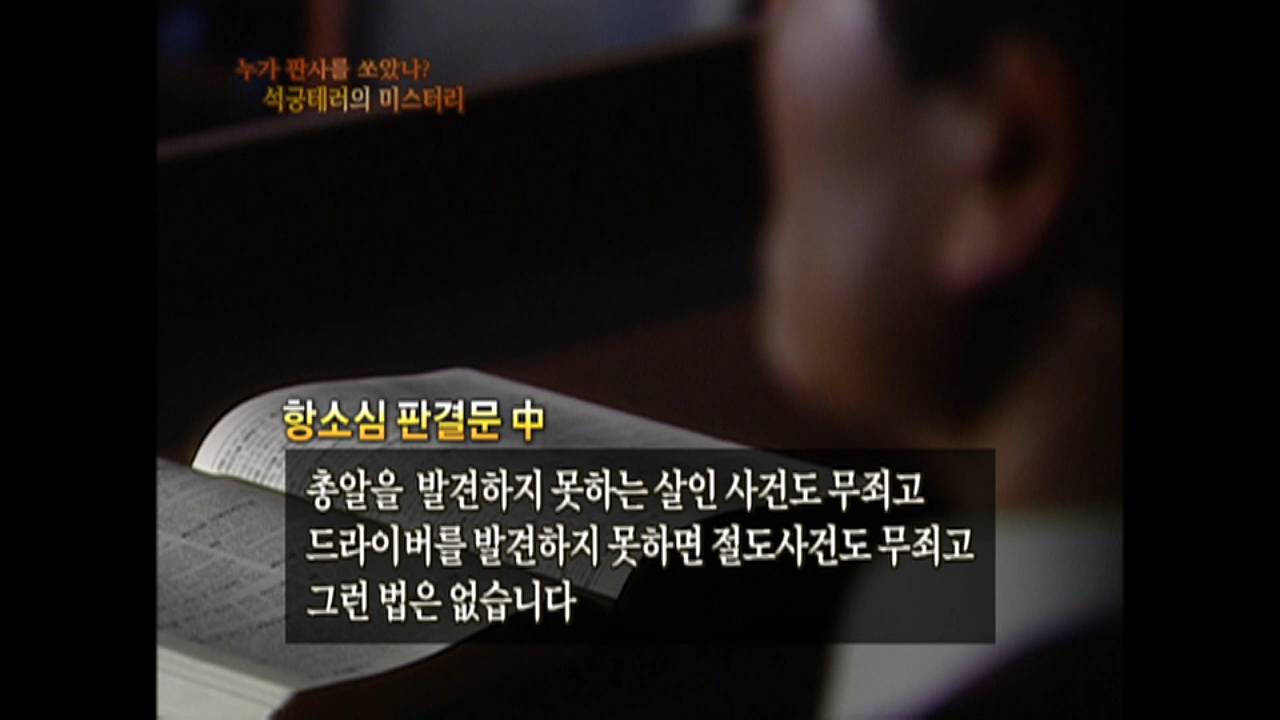 누가 판사를 쏘았나?
석궁테러의 미스터리
항소심 판결문 中
총알을 발견하지 못하는 살인 사건도 무죄고
드라이버를 발견하지 못하면 절도사건도 무죄고
그런 법은 없습니다